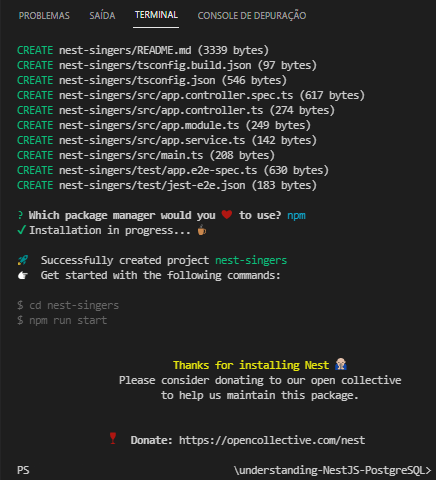 PROBLEMAS SAÍDA TERMINAL CONSOLE DE DEPURAÇÃO
CREATE nest-singers/README.md (3339 bytes)
CREATE nest-singers/tsconfig.build.json (97 bytes)
CREATE nest-singers/tsconfig.json (546 bytes)
CREATE nest-singers/src/app.controller.spec.ts (617 bytes)
CREATE nest-singers/src/app.controller.ts (274 bytes)
CREATE nest-singers/src/app.module.ts (249 bytes)
CREATE nest-singers/src/app.service.ts (142 bytes)
CREATE nest-singers/src/main.ts (208 bytes)
CREATE nest-singers/test/app.e2e-spec.ts (630 bytes)
CREATE nest-singers/test/jest-e2e.json (183 bytes)
? Which package manager would you ❤️ to use? npm
✓ Installation in progress... ☕
🚀 Successfully created project nest-singers
👉 Get started with the following commands:
$ cd nest-singers
$ npm run start
Thanks for installing Nest 🙏
Please consider donating to our open collective
to help us maintain this package.
🍷 Donate: https://opencollective.com/nest
PS \understanding-NestJS-PostgreSQL>